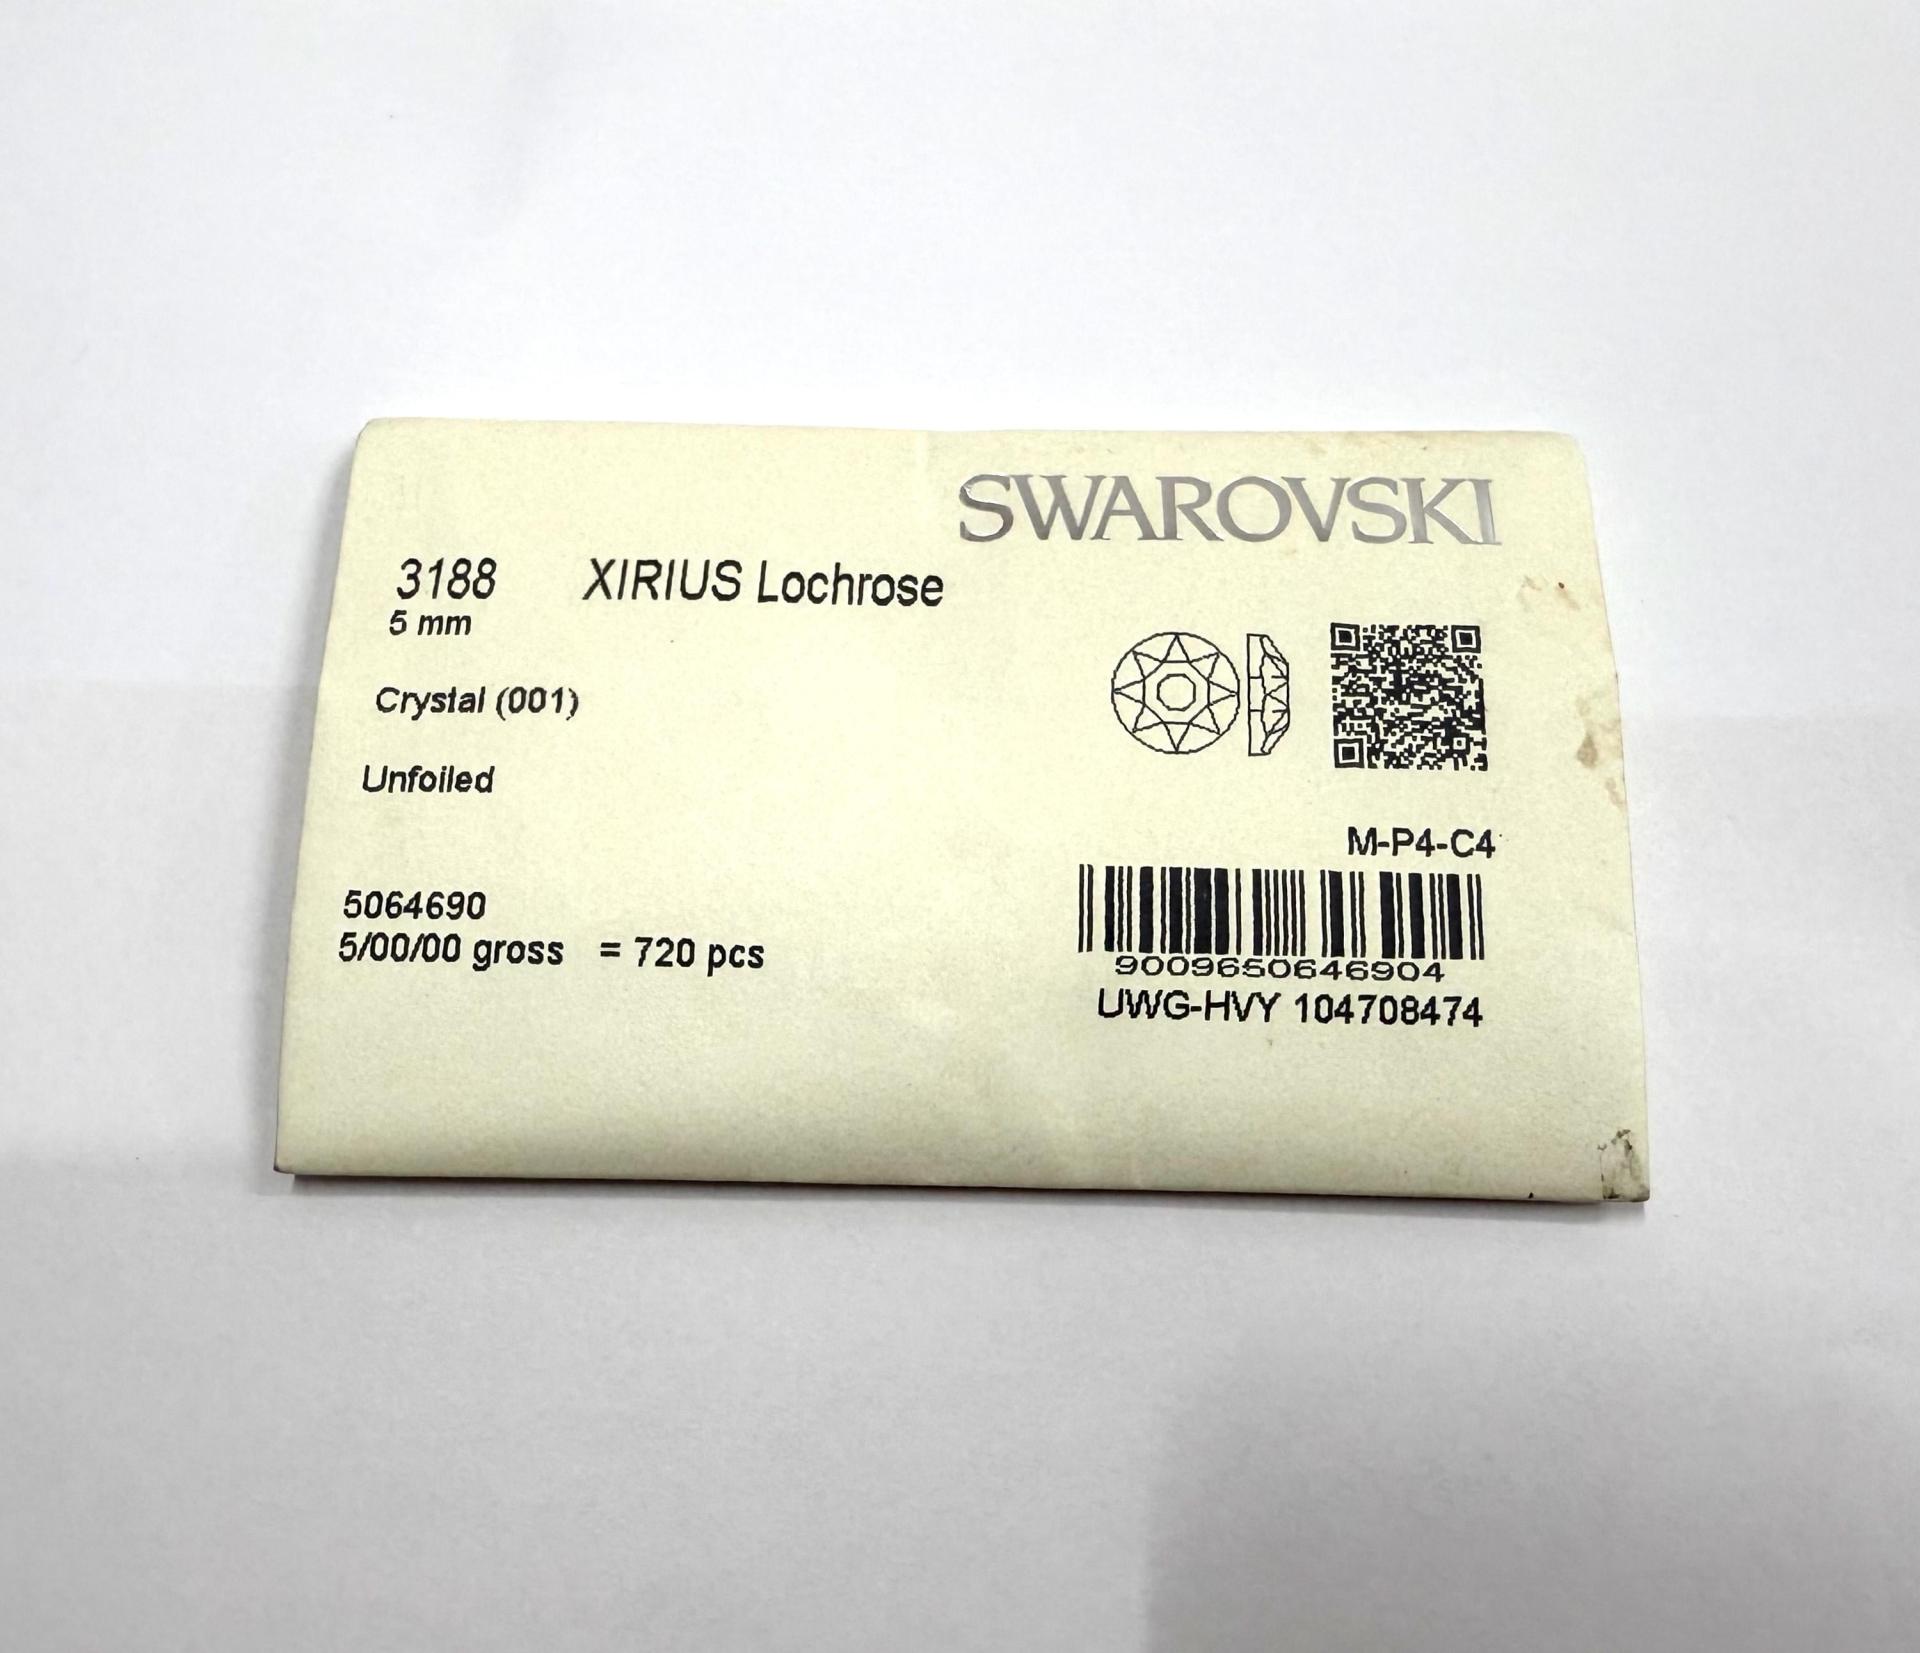 SWAROVSKI
3188 XIRIUS Lochrose
5 mm
Crystal (001)
Unfoiled
M-P4-C4
5064690
5/00/00 gross = 720 pcs
9009650646904
UWG-HVY 104708474